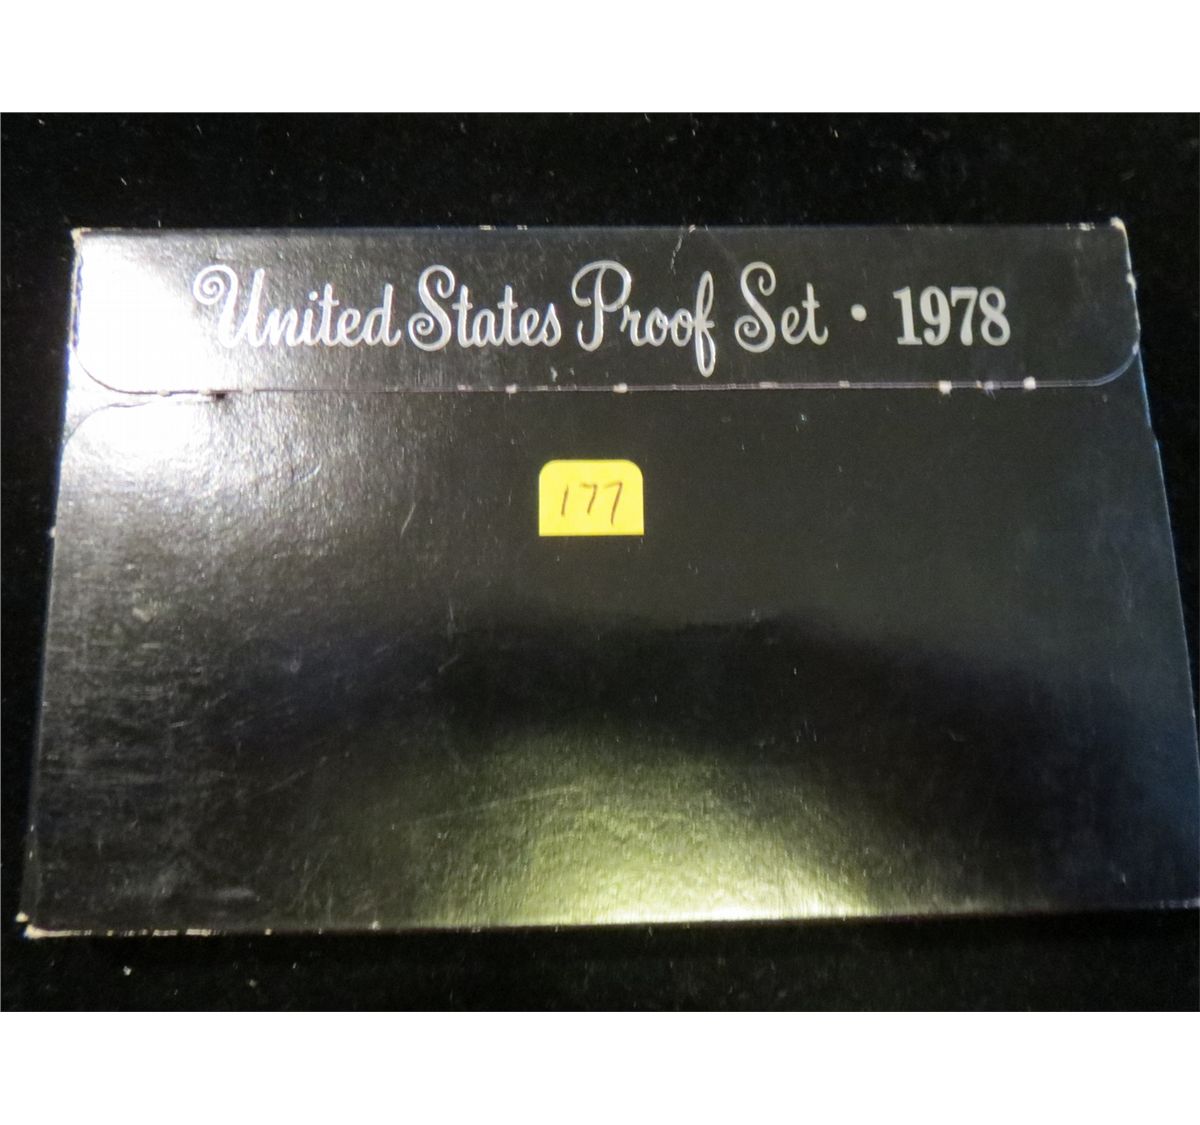 United States Proof Set · 1978
177